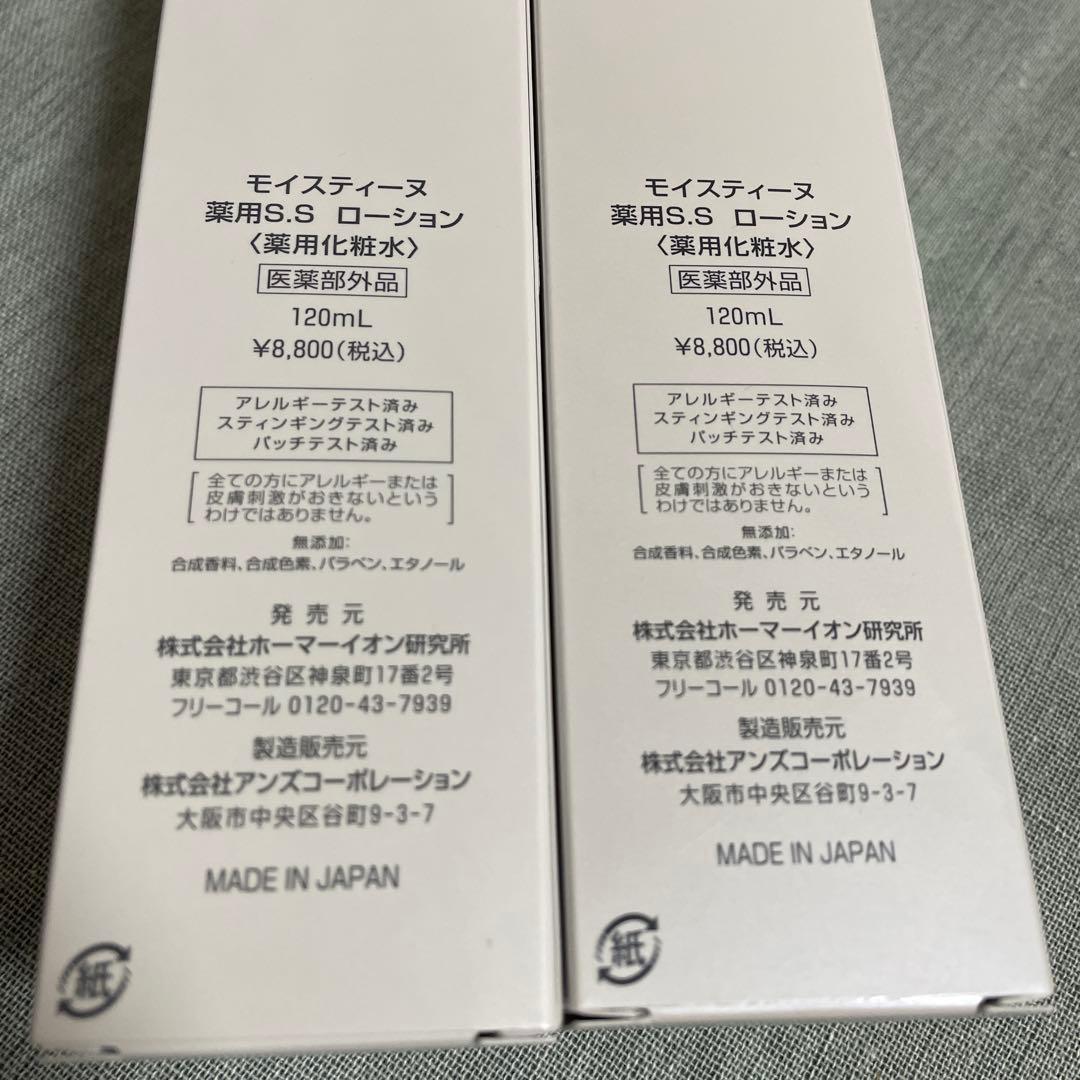 モイスティーヌ
薬用S.S ローション
〈薬用化粧水〉
医薬部外品
120mL
¥8,800(税込)
アレルギーテスト済み
スティンギングテスト済み
パッチテスト済み
全ての方にアレルギーまたは
皮膚刺激がおきないという
わけではありません。
無添加:
合成香料、合成色素、パラベン、エタノール
発売元
株式会社ホーマーイオン研究所
東京都渋谷区神泉町17番2号
フリーコール 0120-43-7939
製造販売元
株式会社アンズコーポレーション
大阪市中央区谷町9-3-7
MADE IN JAPAN
紙
モイスティーヌ
薬用S.S ローション
〈薬用化粧水〉
医薬部外品
120mL
¥8,800(税込)
アレルギーテスト済み
スティンギングテスト済み
パッチテスト済み
全ての方にアレルギーまたは
皮膚刺激がおきないという
わけではありません。
無添加:
合成香料、合成色素、パラベン、エタノール
発売元
株式会社ホーマーイオン研究所
東京都渋谷区神泉町17番2号
フリーコール 0120-43-7939
製造販売元
株式会社アンズコーポレーション
大阪市中央区谷町9-3-7
MADE IN JAPAN
紙